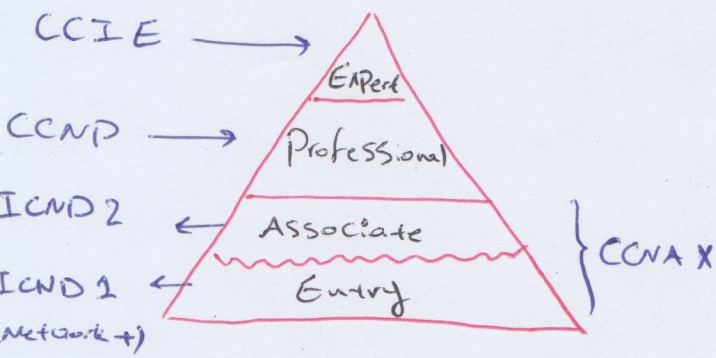 CCIE
Expert
CCNP
Professional
ICND2
Associate
CCNA X
ICND1
Entry
(Network+)